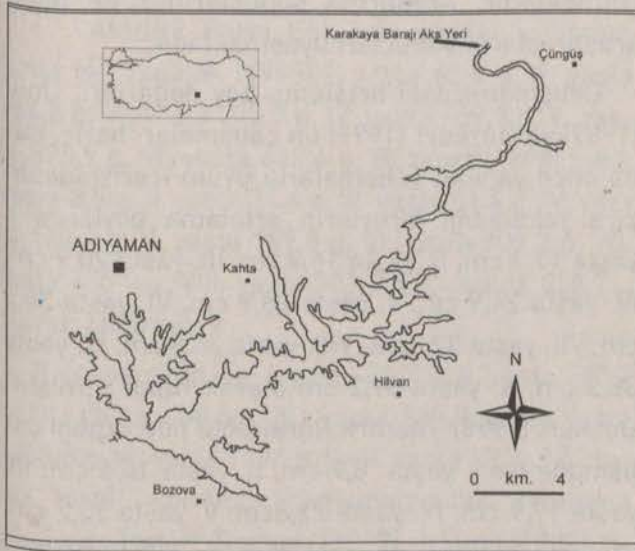 Karakaya Barajı Aks Yeri
Çüngüş
ADIYAMAN
Kahta
Hilvan
Bozova
N
0 km. 4